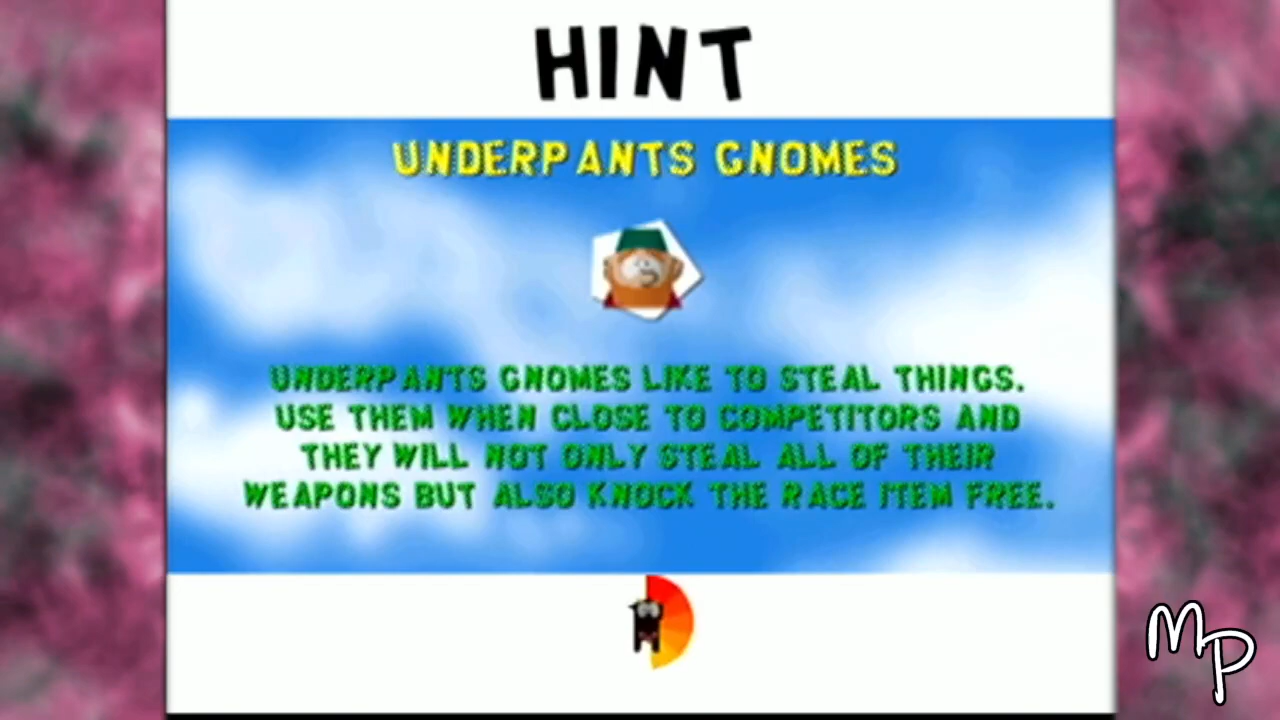 HINT
UNDERPANTS GNOMES
UNDERPANTS GNOMES LIKE TO STEAL THINGS.
USE THEM WHEN CLOSE TO COMPETITORS AND
THEY WILL NOT ONLY STEAL ALL OF THEIR
WEAPONS BUT ALSO KNOCK THE RACE ITEM FREE.
MP